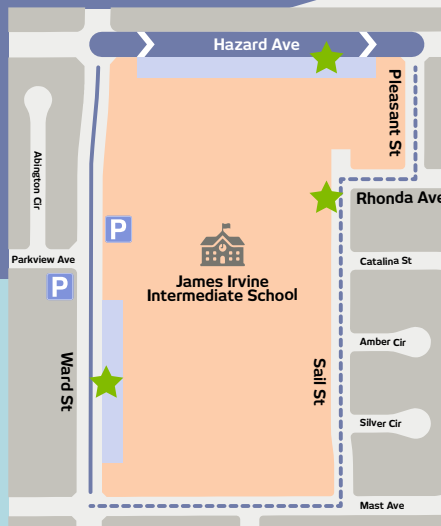 Hazard Ave
Pleasant St
Abington Cir
Rhonda Ave
P
Parkview Ave
Catalina St
P
James Irvine
Intermediate School
Amber Cir
Ward St
Sail St
Silver Cir
Mast Ave